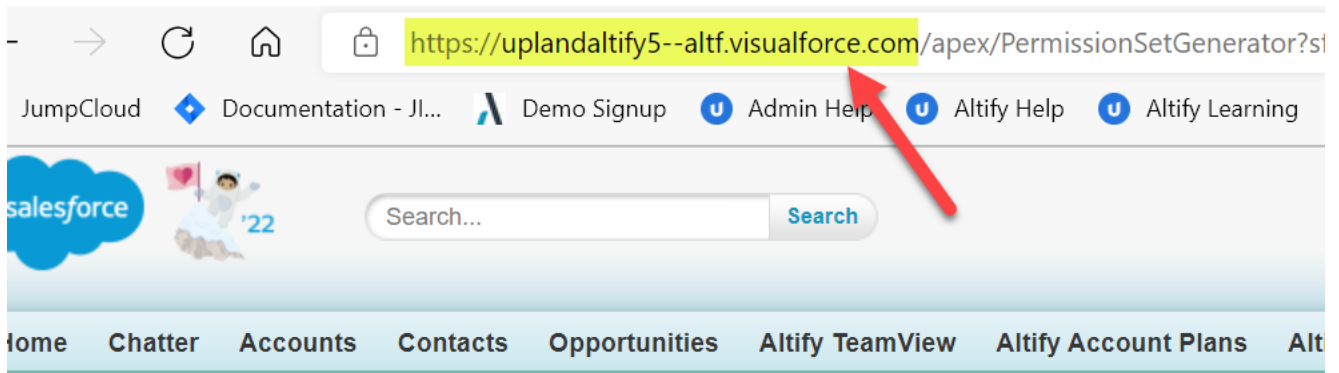 https://uplandaltify5--altf.visualforce.com/apex/PermissionSetGenerator?sf
JumpCloud Documentation - JI... Demo Signup Admin Help Altify Help Altify Learning
salesforce '22 Search... Search
Home Chatter Accounts Contacts Opportunities Altify TeamView Altify Account Plans Alti